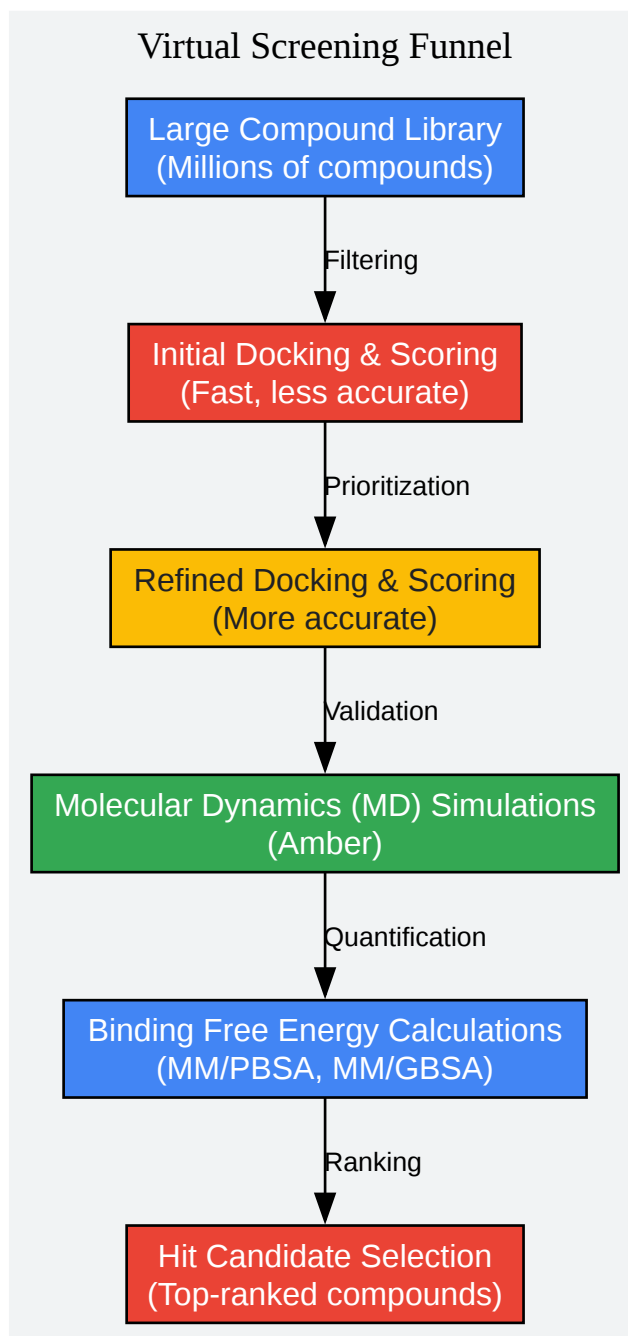 Virtual Screening Funnel
Large Compound Library
(Millions of compounds)
Filtering
Initial Docking & Scoring
(Fast, less accurate)
Prioritization
Refined Docking & Scoring
(More accurate)
Validation
Molecular Dynamics (MD) Simulations
(Amber)
Quantification
Binding Free Energy Calculations
(MM/PBSA, MM/GBSA)
Ranking
Hit Candidate Selection
(Top-ranked compounds)